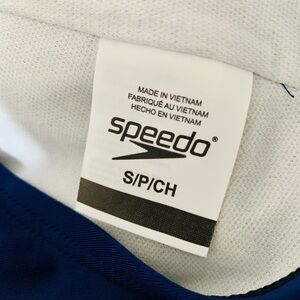 MADE IN VIETNAM
FABRIQUÉ AU VIETNAM
HECHO EN VIETNAM
speedo®
S/P/CH